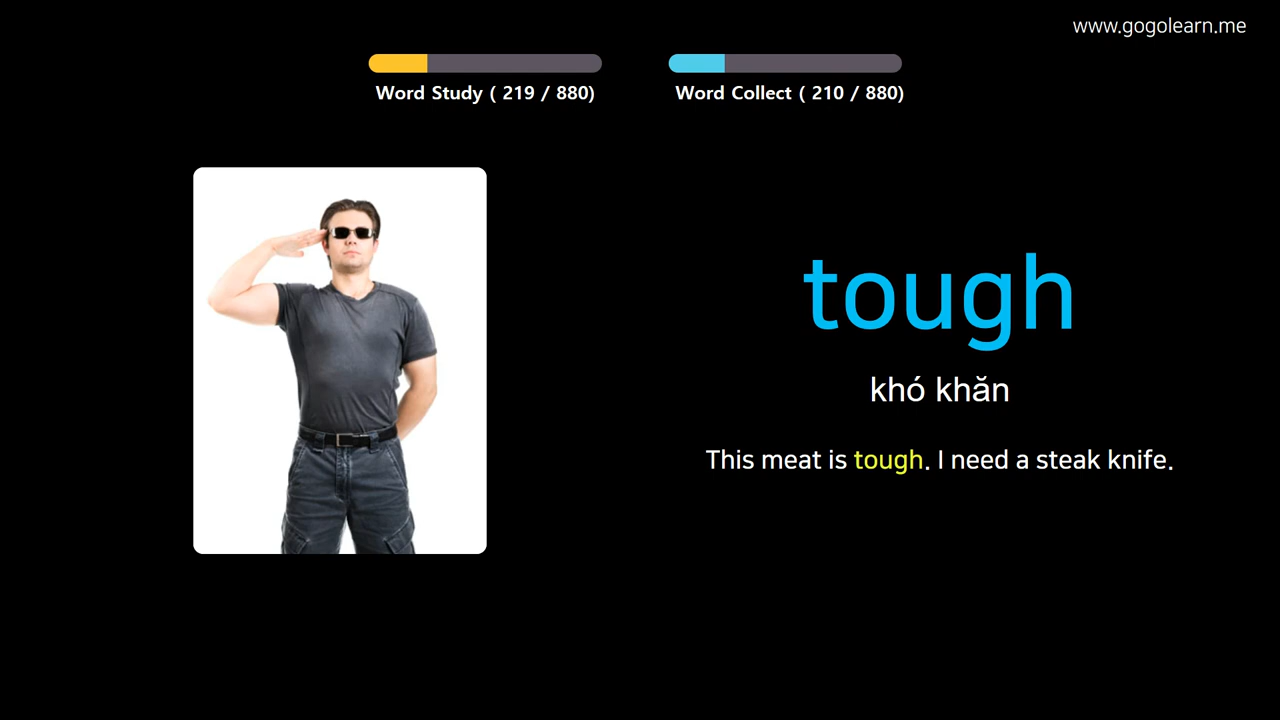 www.gogolearn.me
Word Study ( 219 / 880)
Word Collect ( 210 / 880)
tough
khó khăn
This meat is tough. I need a steak knife.